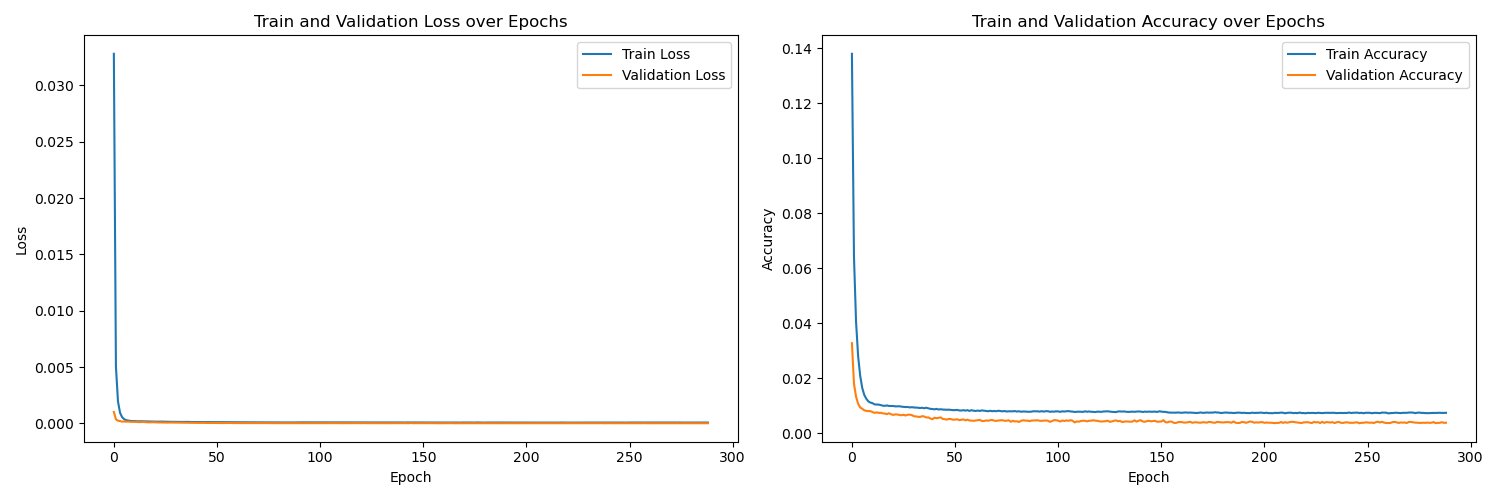 Train and Validation Loss over Epochs
Train Loss
Validation Loss
0.030
0.025
0.020
0.015
0.010
0.005
0.000
Loss
0
50
100
150
200
250
300
Epoch
Train and Validation Accuracy over Epochs
Train Accuracy
Validation Accuracy
0.14
0.12
0.10
0.08
0.06
0.04
0.02
0.00
Accuracy
0
50
100
150
200
250
300
Epoch